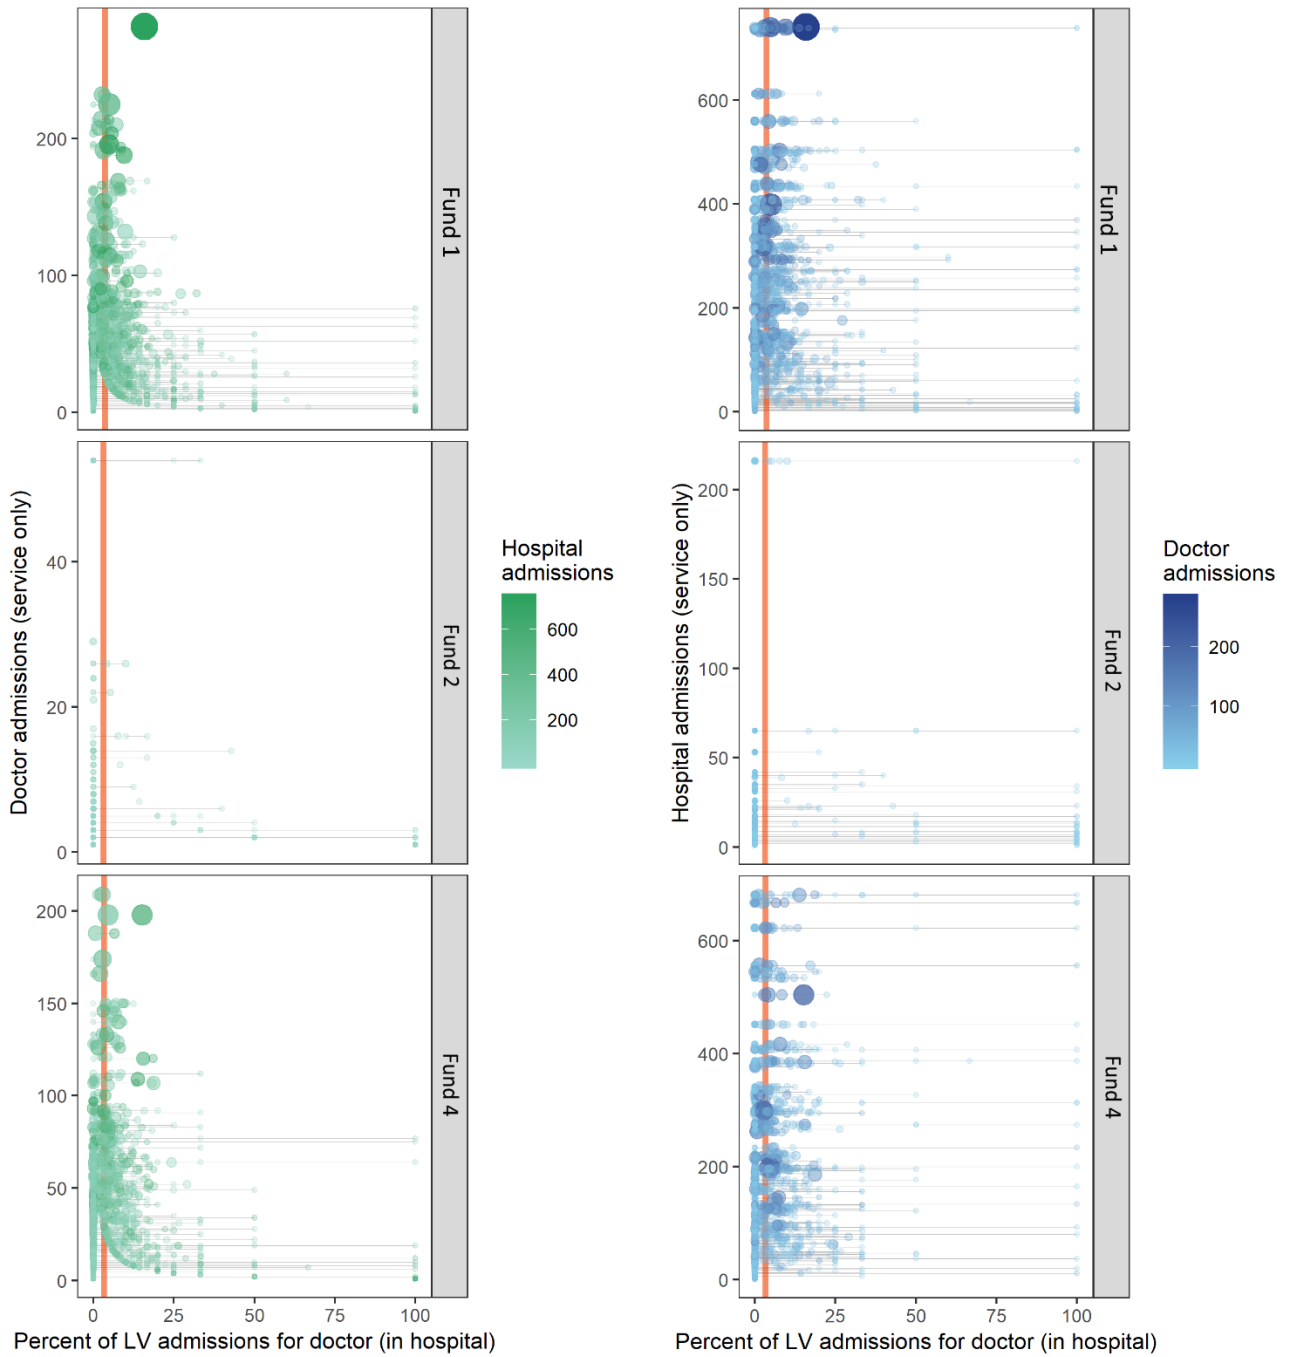 200
100
0
Fund 1
600
400
200
0
Fund 1
Doctor admissions (service only)
40
20
0
Fund 2
Hospital
admissions
600
400
200
Hospital admissions (service only)
200
150
100
50
0
Fund 2
Doctor
admissions
200
100
200
150
100
50
0
Fund 4
0 25 50 75 100
Percent of LV admissions for doctor (in hospital)
600
400
200
0
Fund 4
0 25 50 75 100
Percent of LV admissions for doctor (in hospital)